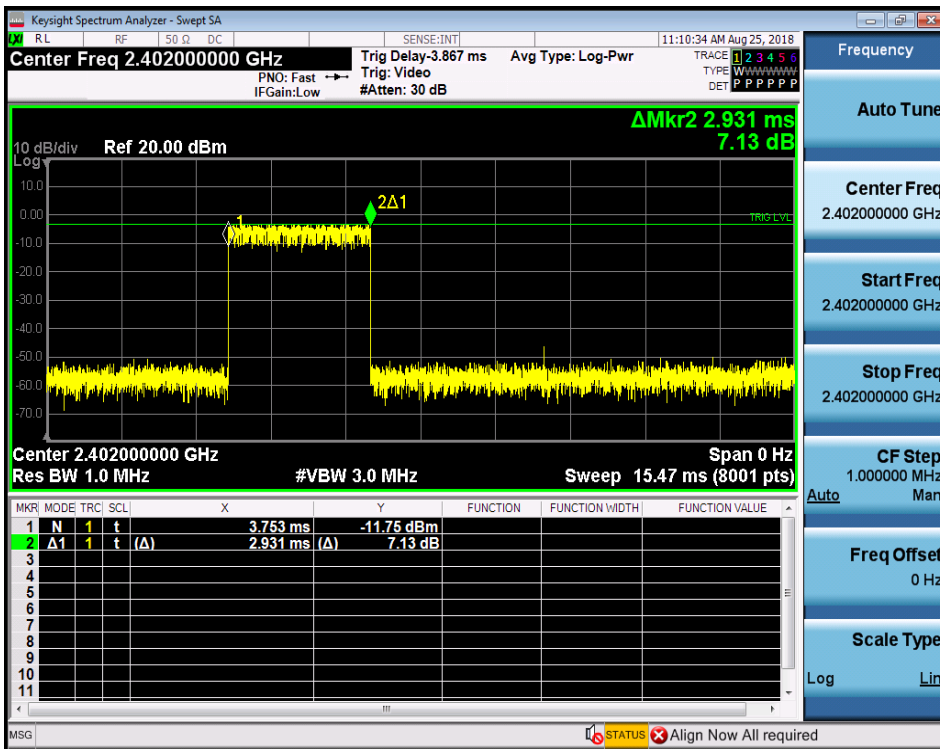 Keysight Spectrum Analyzer - Swept SA
LXI RL RF 50 Ω DC SENSE:INT 11:10:34 AM Aug 25, 2018
Center Freq 2.402000000 GHz Trig Delay-3.867 ms Avg Type: Log-Pwr TRACE 1 2 3 4 5 6
PNO: Fast Trig: Video TYPE WWWWWW
IFGain:Low #Atten: 30 dB DET P P P P P P
ΔMkr2 2.931 ms
7.13 dB
10 dB/div Ref 20.00 dBm
Log
10.0
2Δ1
0.00
1
TRIG LVL
-10.0
-20.0
-30.0
-40.0
-50.0
-60.0
-70.0
Center 2.402000000 GHz Span 0 Hz
Res BW 1.0 MHz #VBW 3.0 MHz Sweep 15.47 ms (8001 pts)
MKR MODE TRC SCL X Y FUNCTION FUNCTION WIDTH FUNCTION VALUE
1 N 1 t 3.753 ms -11.75 dBm
2 Δ1 1 t (Δ) 2.931 ms (Δ) 7.13 dB
3
4
5
6
7
8
9
10
11
MSG STATUS Align Now All required
Frequency
Auto Tune
Center Freq
2.402000000 GHz
Start Freq
2.402000000 GHz
Stop Freq
2.402000000 GHz
CF Step
1.000000 MHz
Auto Man
Freq Offset
0 Hz
Scale Type
Log Lin